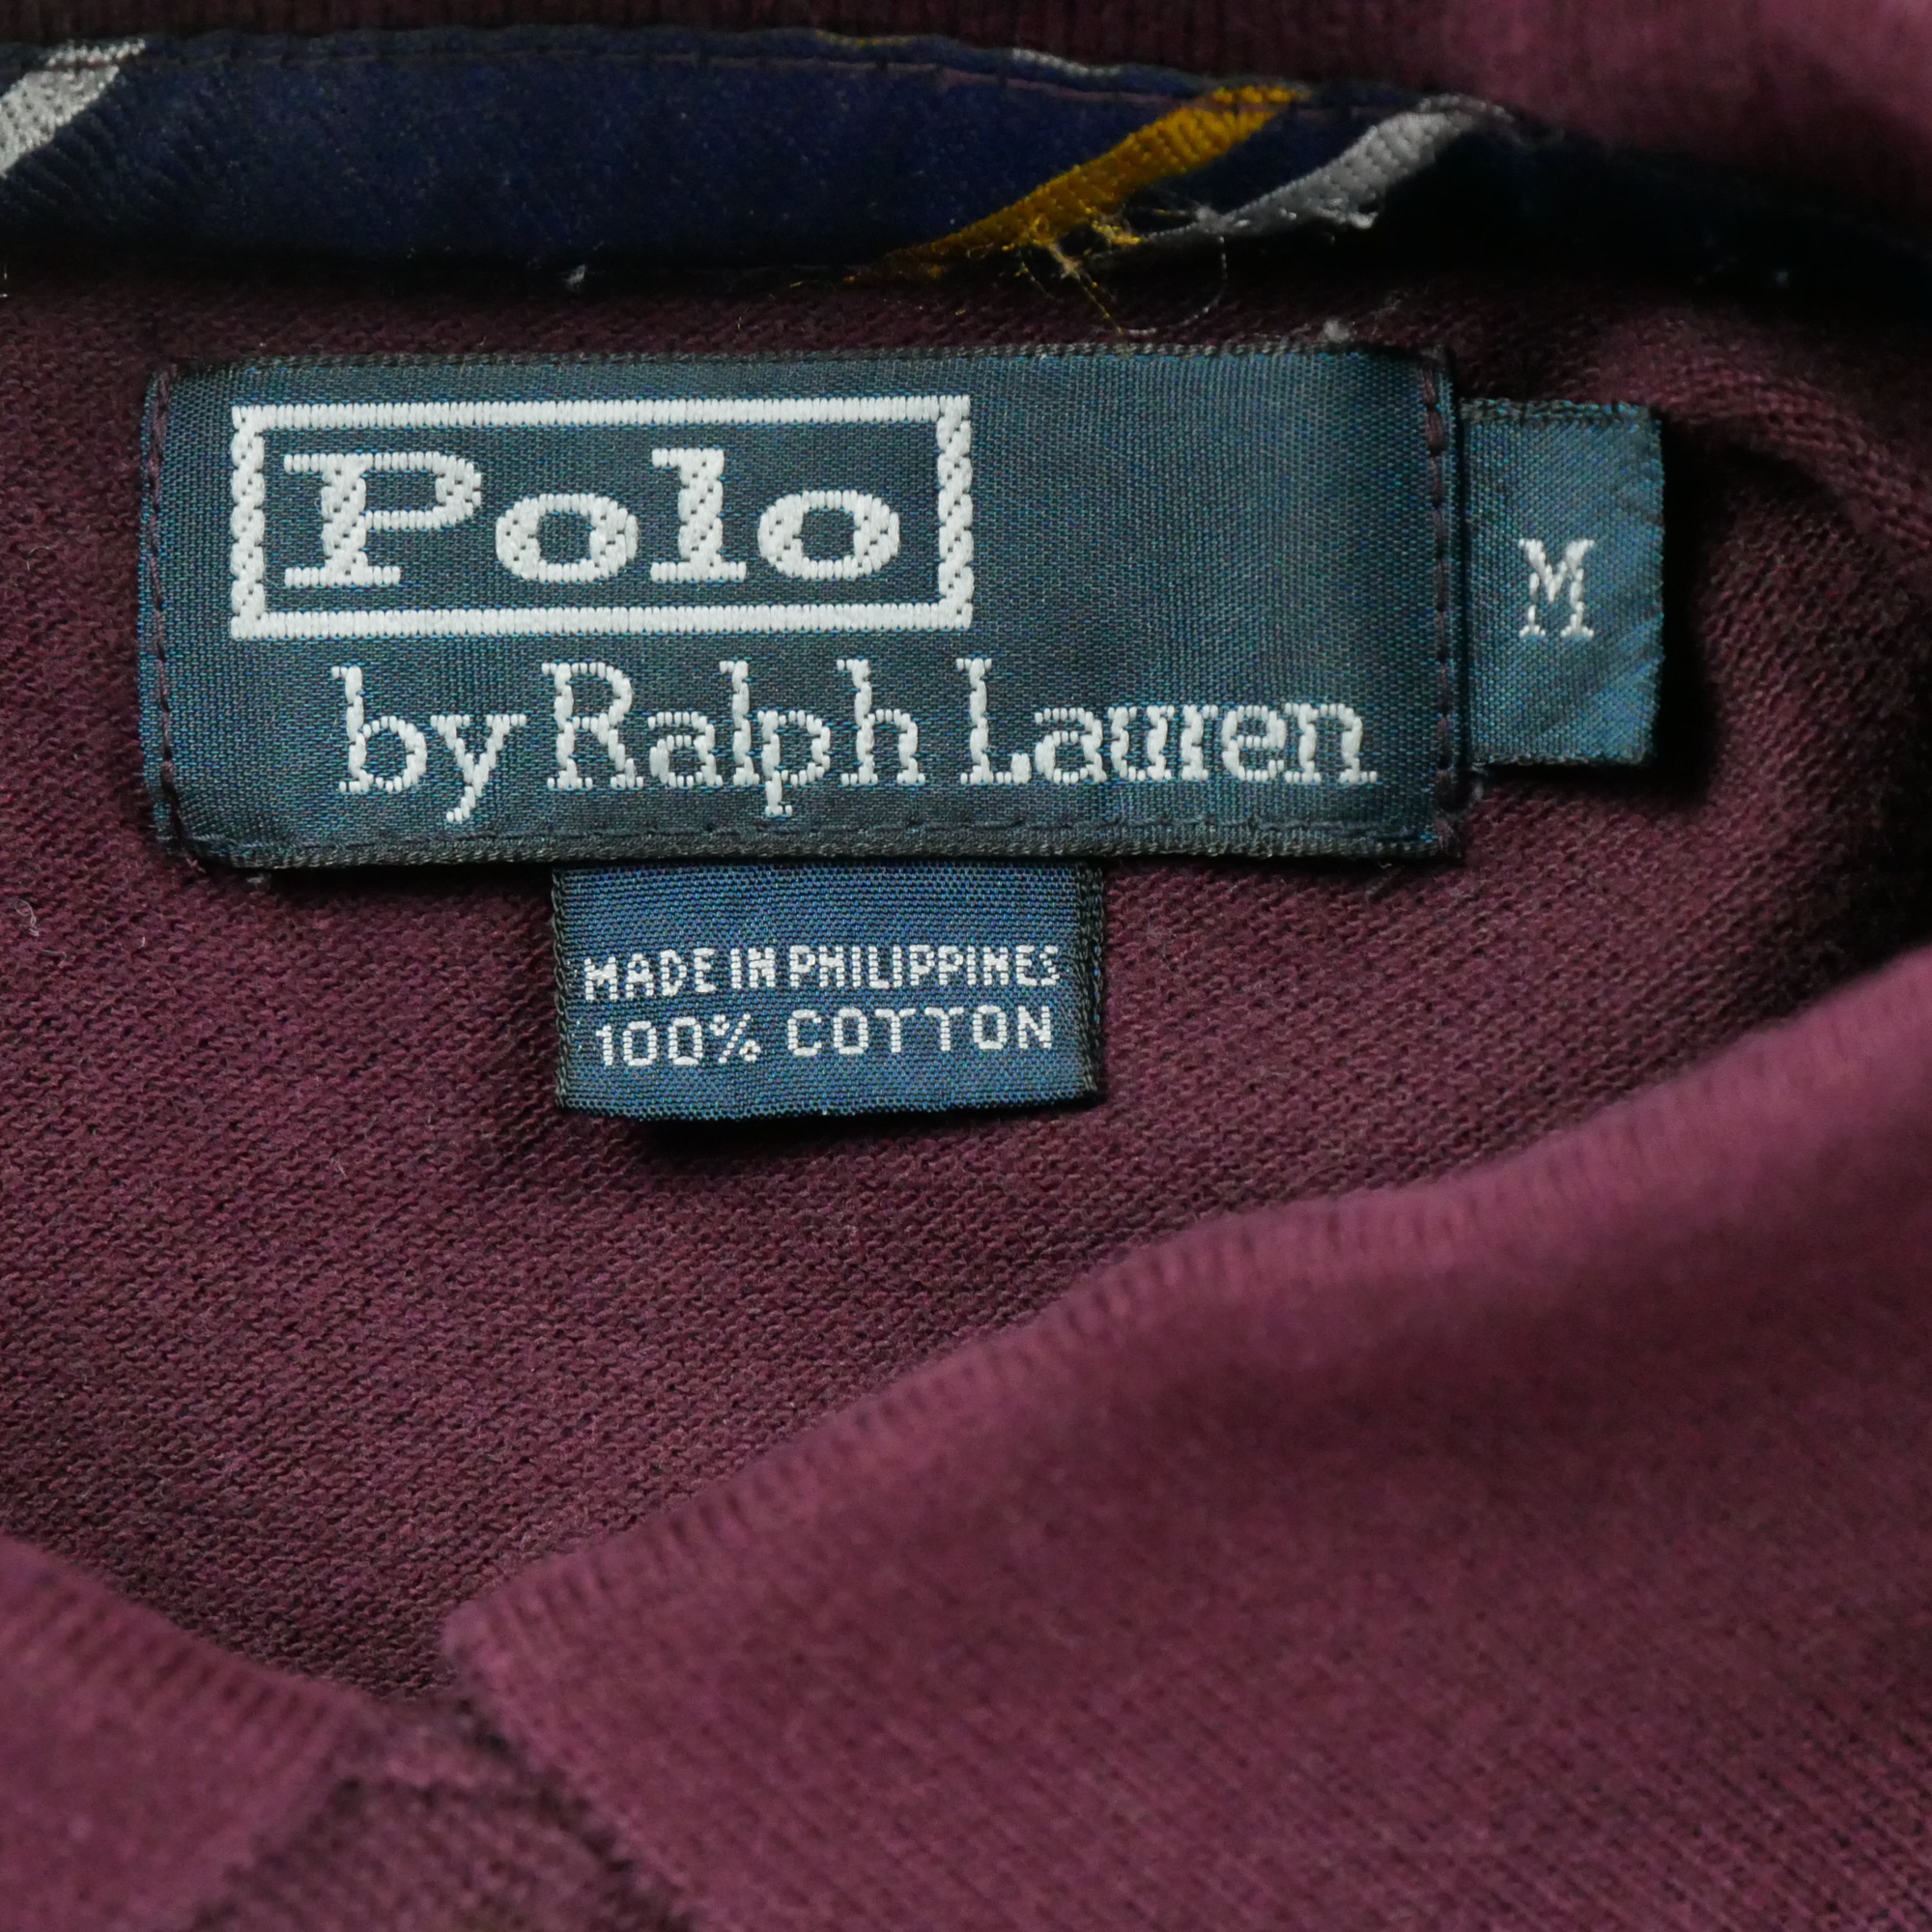 Polo
by Ralph Lauren
M
MADE IN PHILIPPINES
100% COTTON